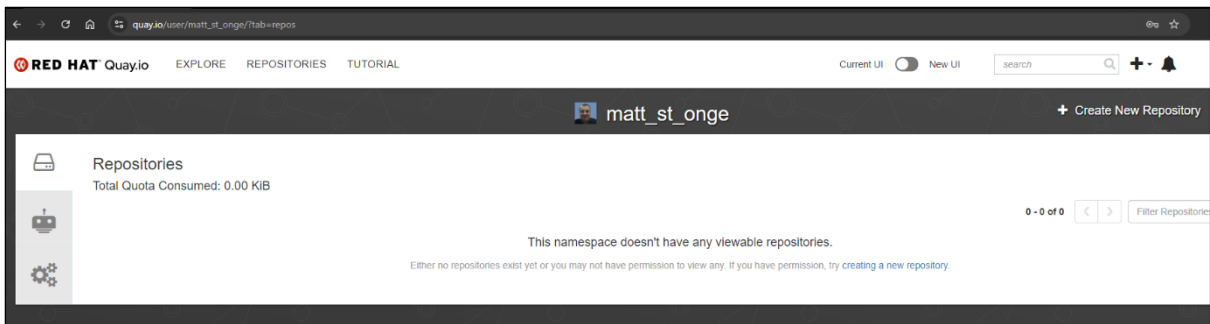 quay.io/user/matt_st_onge/?tab=repos
RED HAT Quay.io EXPLORE REPOSITORIES TUTORIAL Current UI New UI search
matt_st_onge + Create New Repository
Repositories
Total Quota Consumed: 0.00 KiB
0 - 0 of 0 Filter Repositories
This namespace doesn't have any viewable repositories.
Either no repositories exist yet or you may not have permission to view any. If you have permission, try creating a new repository.